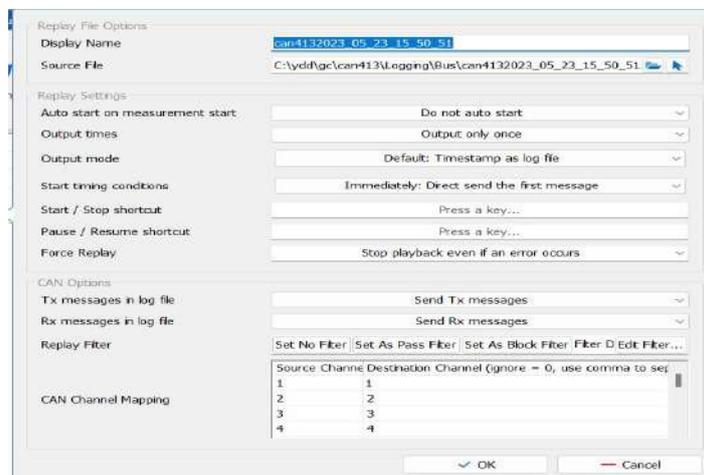 Replay File Options
Display Name can4132023_05_23_15_50_51
Source File C:\ydd\gc\can413\Logging\Bus\can4132023_05_23_15_50_51
Replay Settings
Auto start on measurement start Do not auto start
Output times Output only once
Output mode Default: Timestamp as log file
Start timing conditions Immediately: Direct send the first message
Start / Stop shortcut Press a key...
Pause / Resume shortcut Press a key...
Force Replay Stop playback even if an error occurs
CAN Options
Tx messages in log file Send Tx messages
Rx messages in log file Send Rx messages
Replay Filter Set No Filter Set As Pass Filter Set As Block Filter Filter D Edit Filter...
Source Channe Destination Channel (ignore = 0, use comma to sep
1 1
2 2
CAN Channel Mapping
3 3
4 4
OK Cancel